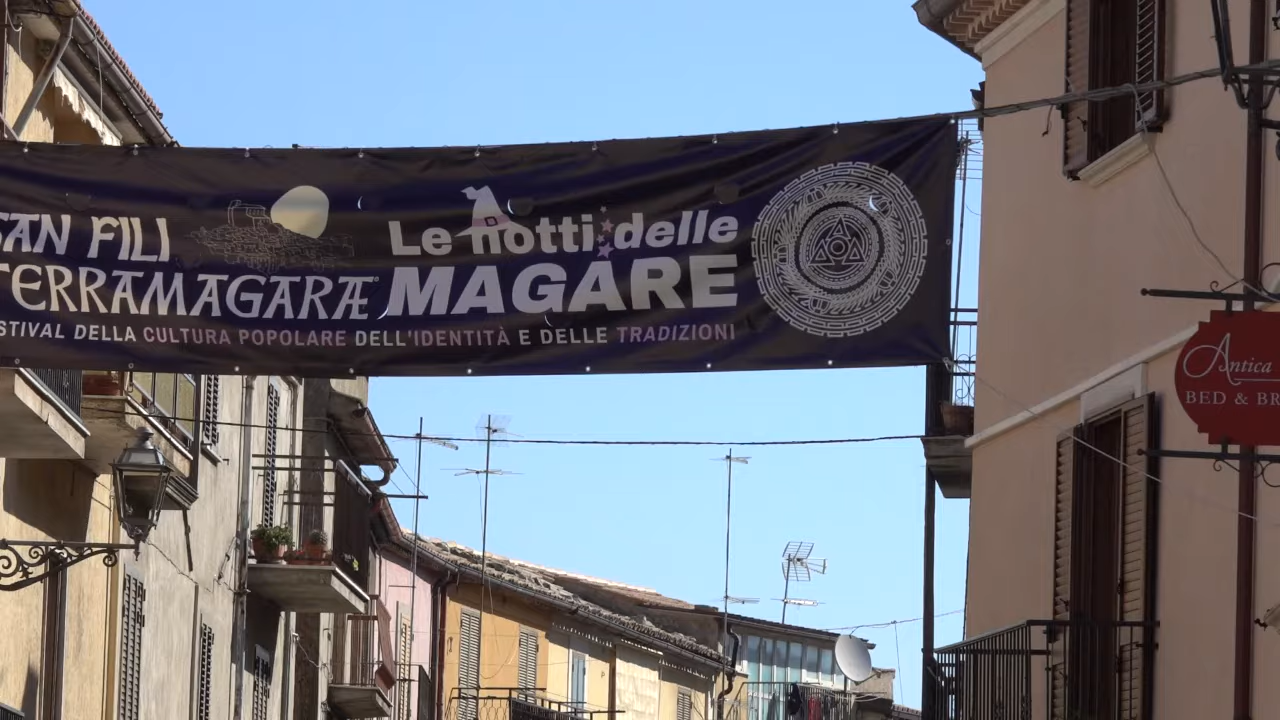 SAN FILI
TERRAMAGARÆ
Le notti delle
MAGARE
STIVAL DELLA CULTURA POPOLARE DELL'IDENTITÀ E DELLE TRADIZIONI
Antica
BED & BR